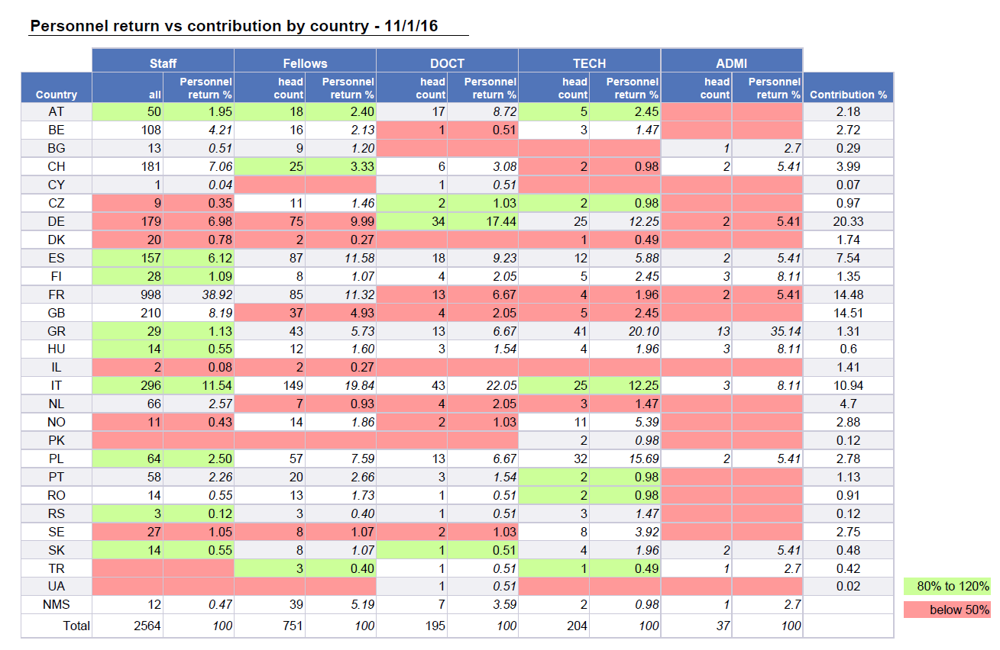 Personnel return vs contribution by country - 11/1/16
Staff Fellows DOCT TECH ADMI
Country all Personnel return % head count Personnel return % head count Personnel return % head count Personnel return % head count Personnel return % Contribution %
AT 50 1.95 18 2.40 17 8.72 5 2.45 2.18
BE 108 4.21 16 2.13 1 0.51 3 1.47 2.72
BG 13 0.51 9 1.20 1 2.7 0.29
CH 181 7.06 25 3.33 6 3.08 2 0.98 2 5.41 3.99
CY 1 0.04 1 0.51 0.07
CZ 9 0.35 11 1.46 2 1.03 2 0.98 0.97
DE 179 6.98 75 9.99 34 17.44 25 12.25 2 5.41 20.33
DK 20 0.78 2 0.27 1 0.49 1.74
ES 157 6.12 87 11.58 18 9.23 12 5.88 2 5.41 7.54
FI 28 1.09 8 1.07 4 2.05 5 2.45 3 8.11 1.35
FR 998 38.92 85 11.32 13 6.67 4 1.96 2 5.41 14.48
GB 210 8.19 37 4.93 4 2.05 5 2.45 14.51
GR 29 1.13 43 5.73 13 6.67 41 20.10 13 35.14 1.31
HU 14 0.55 12 1.60 3 1.54 4 1.96 3 8.11 0.6
IL 2 0.08 2 0.27 1.41
IT 296 11.54 149 19.84 43 22.05 25 12.25 3 8.11 10.94
NL 66 2.57 7 0.93 4 2.05 3 1.47 4.7
NO 11 0.43 14 1.86 2 1.03 11 5.39 2.88
PK 2 0.98 0.12
PL 64 2.50 57 7.59 13 6.67 32 15.69 2 5.41 2.78
PT 58 2.26 20 2.66 3 1.54 2 0.98 1.13
RO 14 0.55 13 1.73 1 0.51 2 0.98 0.91
RS 3 0.12 3 0.40 1 0.51 3 1.47 0.12
SE 27 1.05 8 1.07 2 1.03 8 3.92 2.75
SK 14 0.55 8 1.07 1 0.51 4 1.96 2 5.41 0.48
TR 3 0.40 1 0.51 1 0.49 1 2.7 0.42
UA 1 0.51 0.02
80% to 120%
NMS 12 0.47 39 5.19 7 3.59 2 0.98 1 2.7
below 50%
Total 2564 100 751 100 195 100 204 100 37 100